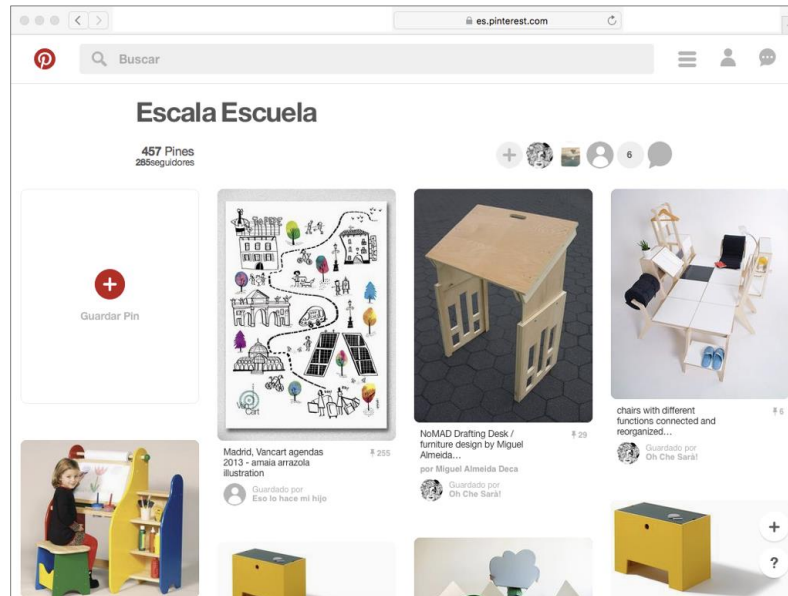 es.pinterest.com
Buscar
Escala Escuela
457 Pines
285seguidores
6
Guardar Pin
Madrid, Vancart agendas
2013 - amaia arrazola
illustration
255
Guardado por
Eso lo hace mi hijo
NoMAD Drafting Desk /
furniture design by Miguel
Almeida...
29
por Miguel Almeida Deca
Guardado por
Oh Che Sarà!
chairs with different
functions connected and
reorganized...
6
Guardado por
Oh Che Sarà!
+
?